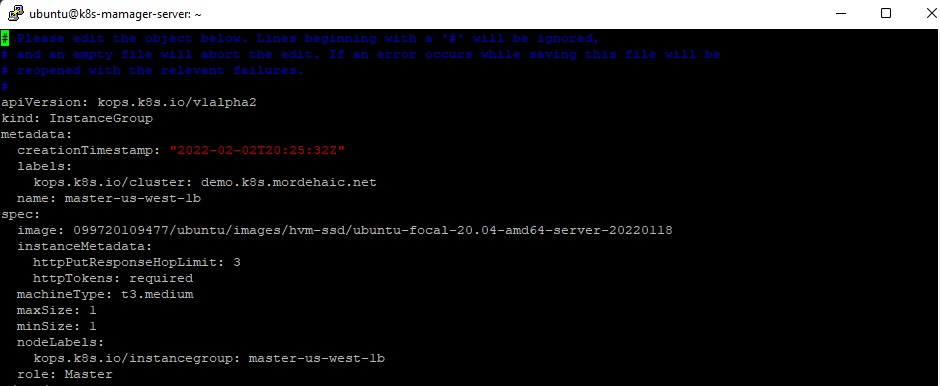 ubuntu@k8s-mamager-server: ~
# Please edit the object below. Lines beginning with a '#' will be ignored,
# and an empty file will abort the edit. If an error occurs while saving this file will be
# reopened with the relevant failures.
#
apiVersion: kops.k8s.io/v1alpha2
kind: InstanceGroup
metadata:
  creationTimestamp: "2022-02-02T20:25:32Z"
  labels:
    kops.k8s.io/cluster: demo.k8s.mordehaic.net
  name: master-us-west-1b
spec:
  image: 099720109477/ubuntu/images/hvm-ssd/ubuntu-focal-20.04-amd64-server-20220118
  instanceMetadata:
    httpPutResponseHopLimit: 3
    httpTokens: required
  machineType: t3.medium
  maxSize: 1
  minSize: 1
  nodeLabels:
    kops.k8s.io/instancegroup: master-us-west-1b
  role: Master